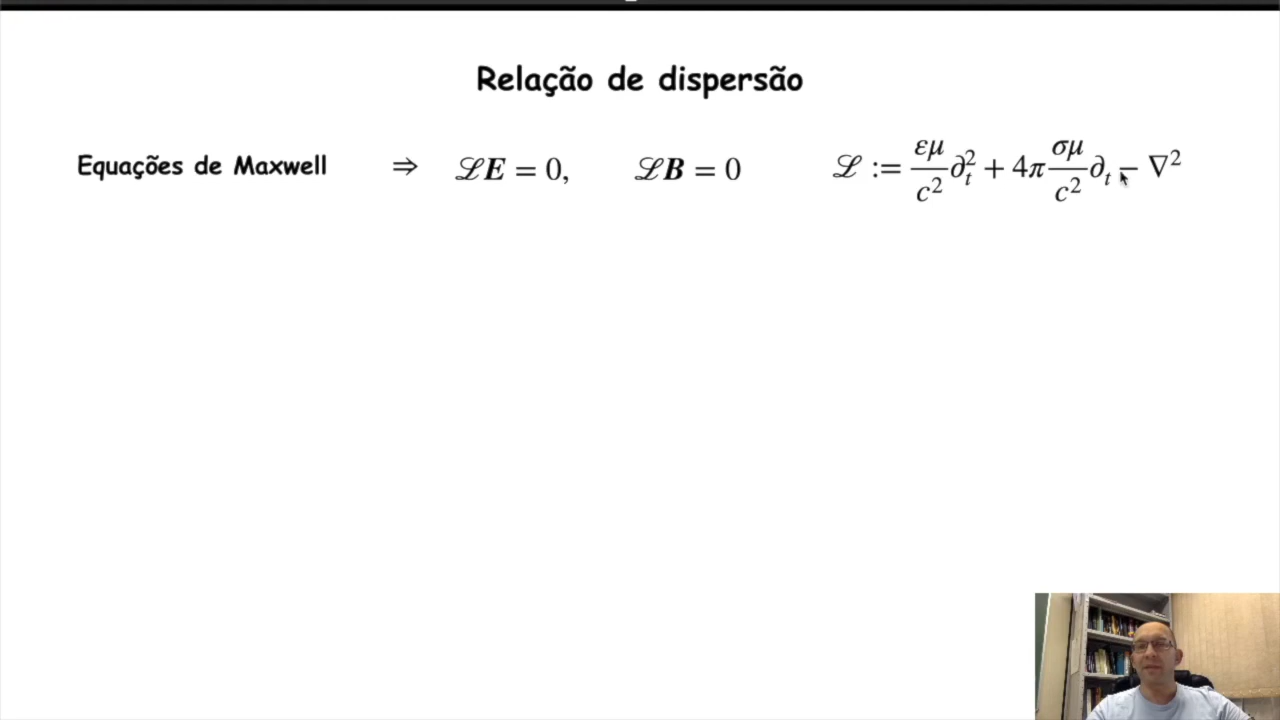 Relação de dispersão
Equações de Maxwell ⇒ ℒE = 0, ℒB = 0 ℒ := εμ/c² ∂ₜ² + 4π σμ/c² ∂ₜ − ∇²